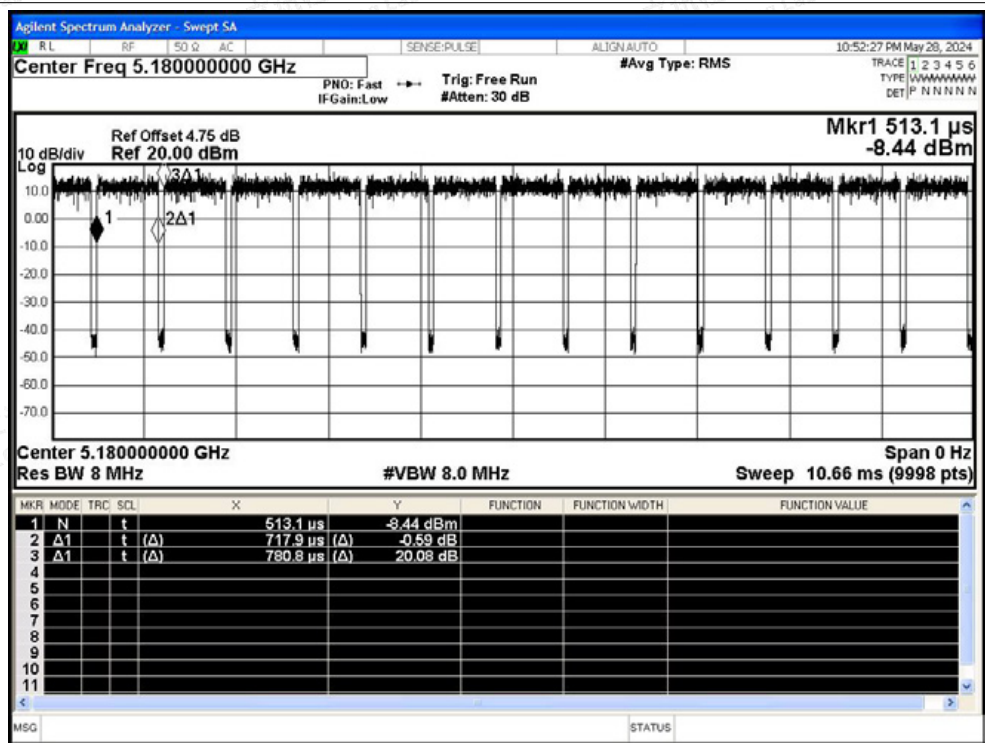 Agilent Spectrum Analyzer - Swept SA
RL RF 50 Ω AC SENSE:PULSE ALIGN AUTO 10:52:27 PM May 28, 2024
Center Freq 5.180000000 GHz #Avg Type: RMS TRACE 1 2 3 4 5 6
PNO: Fast Trig: Free Run TYPE WWWWWW
IFGain:Low #Atten: 30 dB DET P N N N N N
Mkr1 513.1 µs
Ref Offset 4.75 dB
10 dB/div Ref 20.00 dBm -8.44 dBm
Log
3Δ1
10.0
0.00 1 2Δ1
-10.0
-20.0
-30.0
-40.0
-50.0
-60.0
-70.0
Center 5.180000000 GHz Span 0 Hz
Res BW 8 MHz #VBW 8.0 MHz Sweep 10.66 ms (9998 pts)
MKR MODE TRC SCL X Y FUNCTION FUNCTION WIDTH FUNCTION VALUE
1 N t 513.1 µs -8.44 dBm
2 Δ1 t (Δ) 717.9 µs (Δ) -0.59 dB
3 Δ1 t (Δ) 780.8 µs (Δ) 20.08 dB
4
5
6
7
8
9
10
11
MSG STATUS